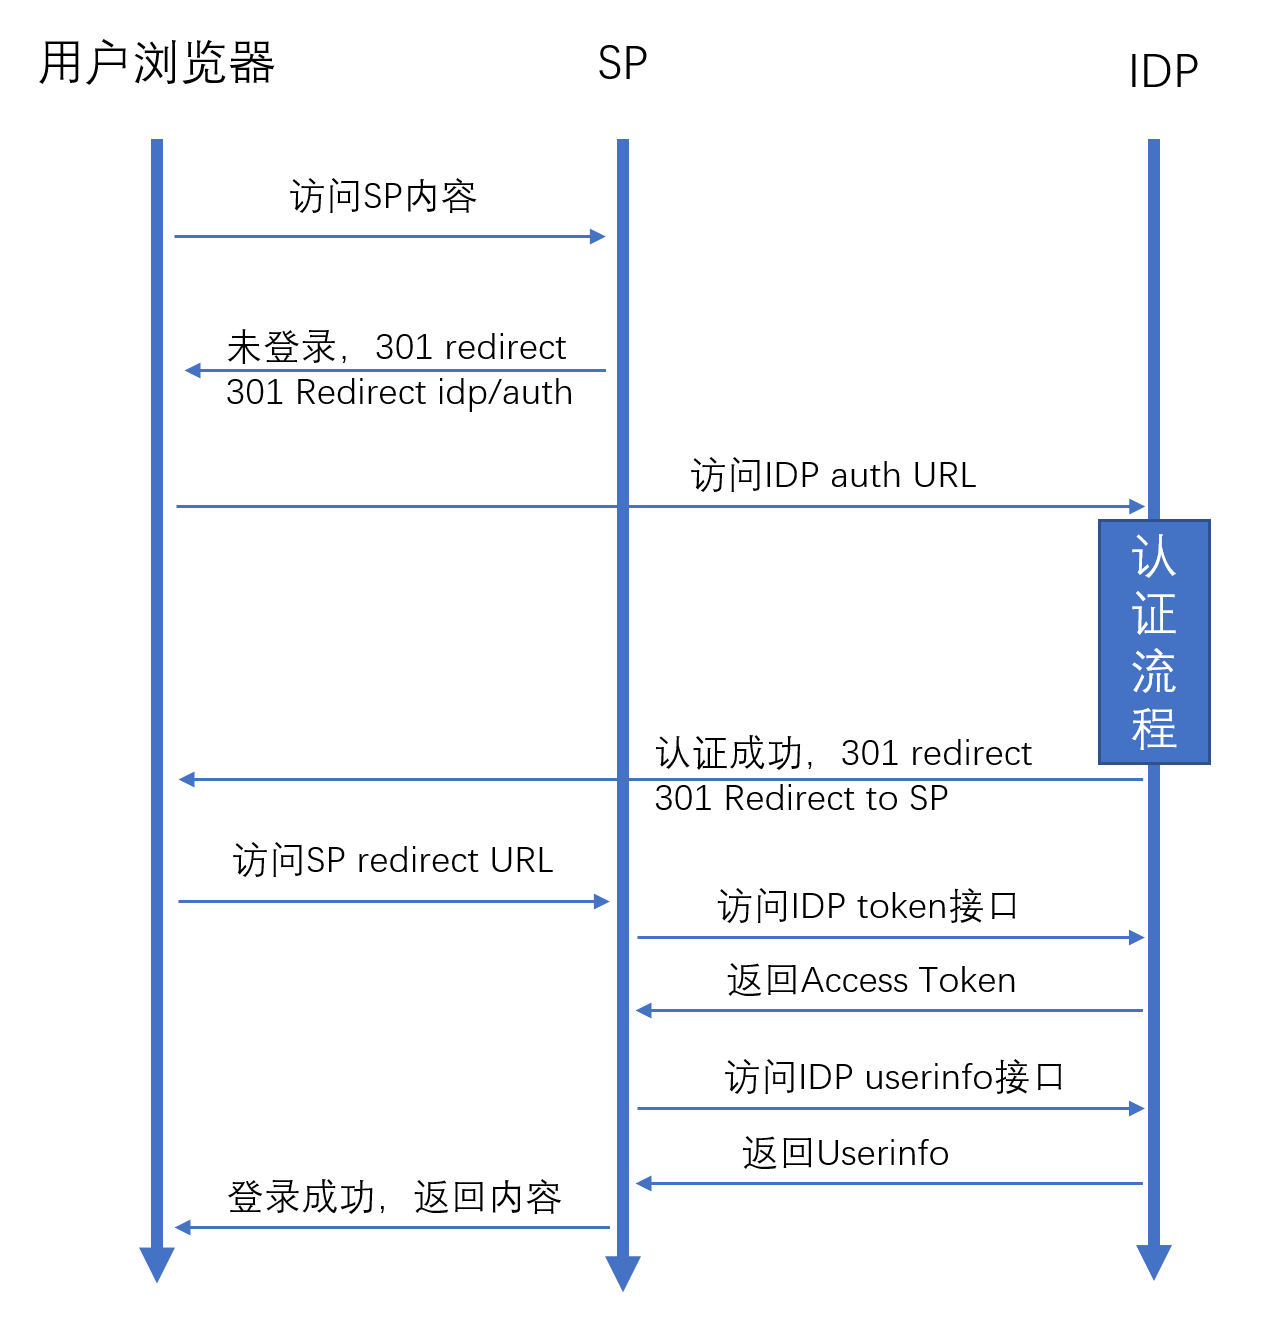 用户浏览器
SP
IDP
访问SP内容
未登录，301 redirect
301 Redirect idp/auth
访问IDP auth URL
认
证
流
程
认证成功，301 redirect
301 Redirect to SP
访问SP redirect URL
访问IDP token接口
返回Access Token
访问IDP userinfo接口
返回Userinfo
登录成功，返回内容